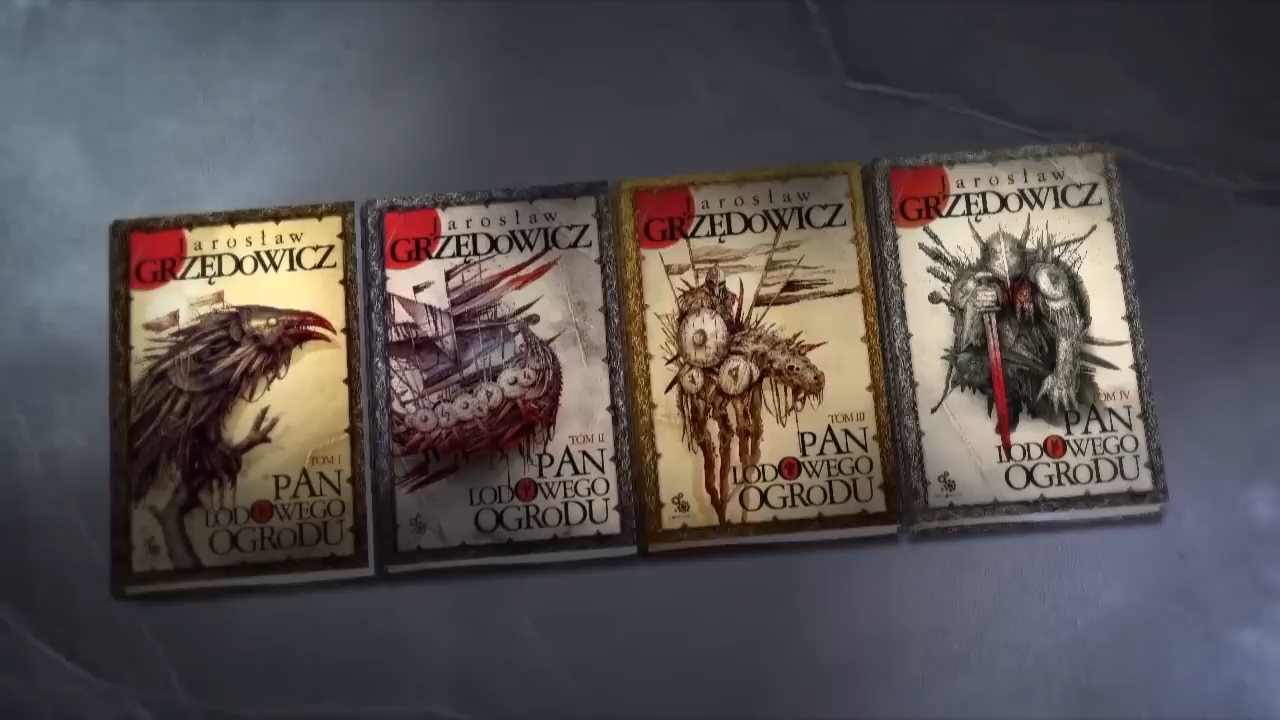 Jarosław
GRZĘDOWICZ
TOM I
PAN
LODOWEGO
OGRODU
Jarosław
GRZĘDOWICZ
TOM II
PAN
LODOWEGO
OGRODU
Jarosław
GRZĘDOWICZ
TOM III
PAN
LODOWEGO
OGRODU
Jarosław
GRZĘDOWICZ
TOM IV
PAN
LODOWEGO
OGRODU